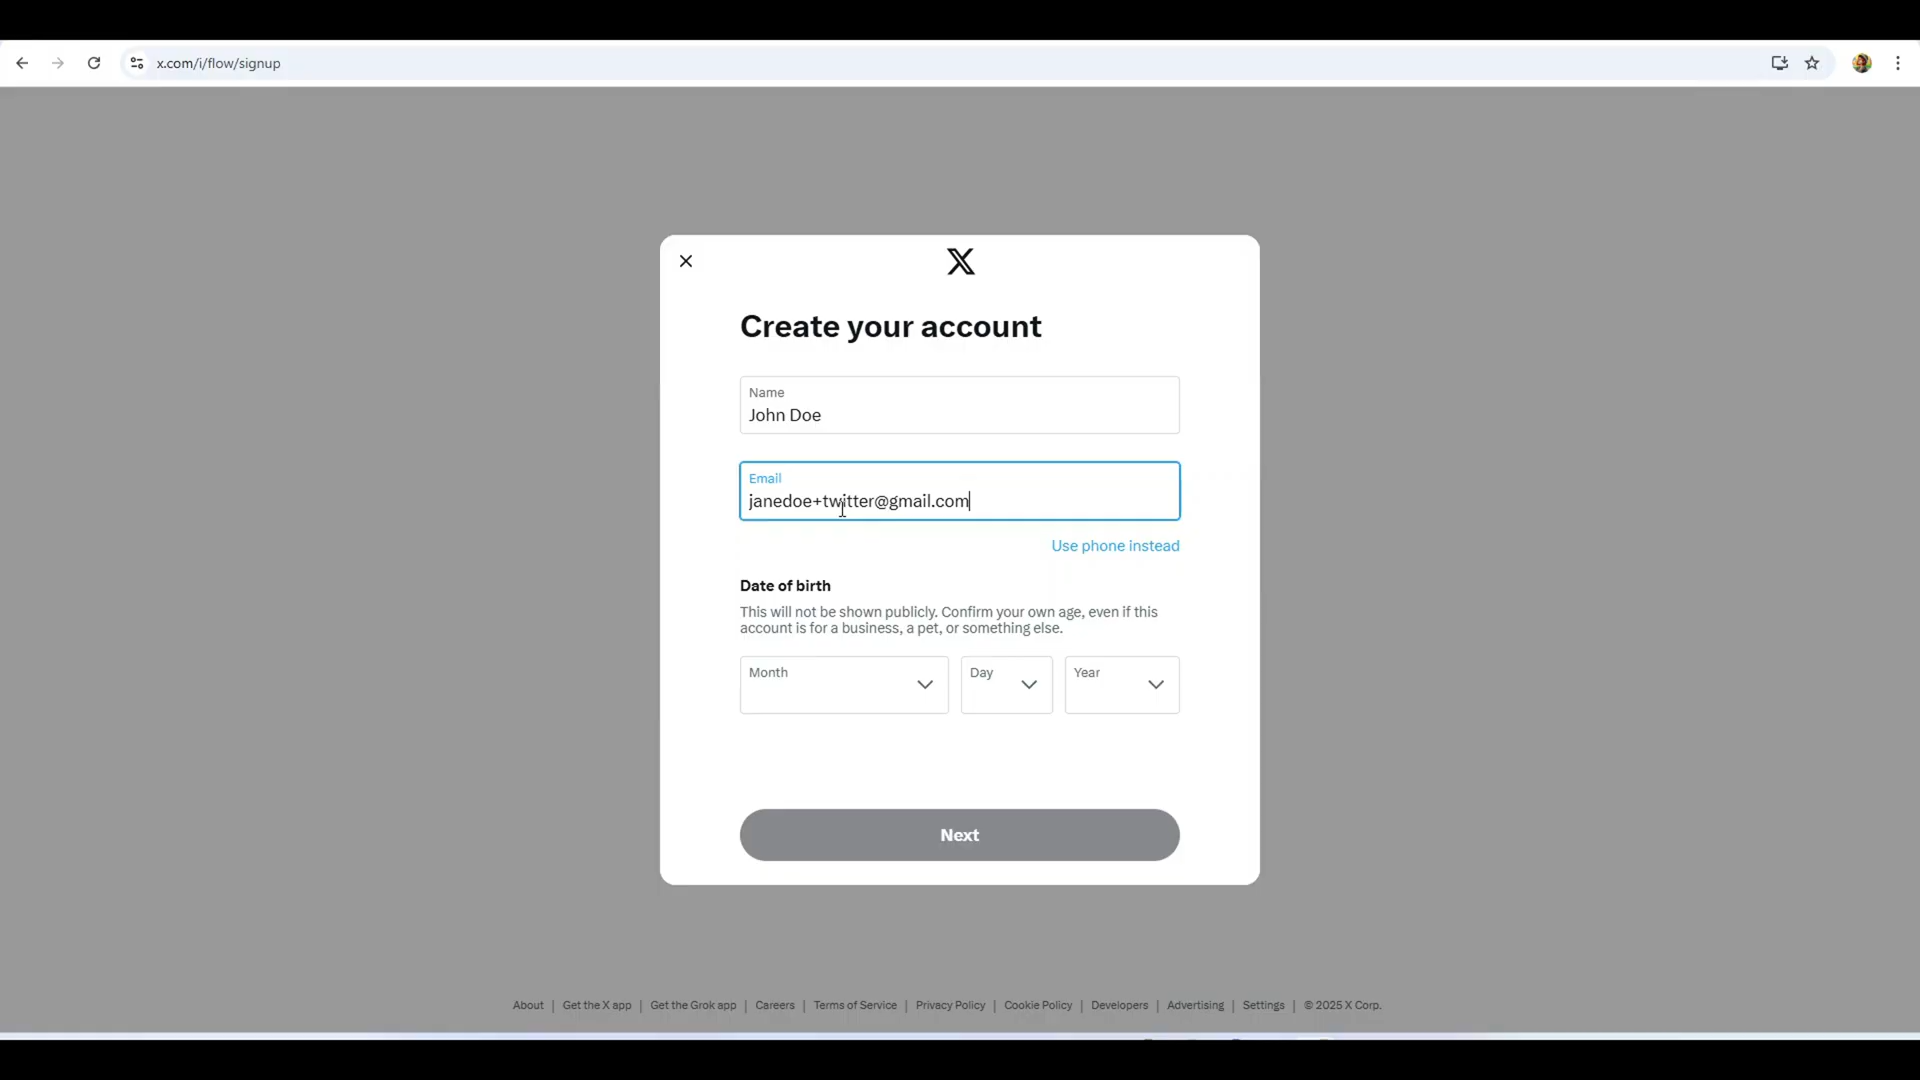 x.com/i/flow/signup
X
Create your account
Name
John Doe
Email
janedoe+twitter@gmail.com
Use phone instead
Date of birth
This will not be shown publicly. Confirm your own age, even if this
account is for a business, a pet, or something else.
Month Day Year
Next
About | Get the X app | Get the Grok app | Careers | Terms of Service | Privacy Policy | Cookie Policy | Developers | Advertising | Settings | © 2025 X Corp.